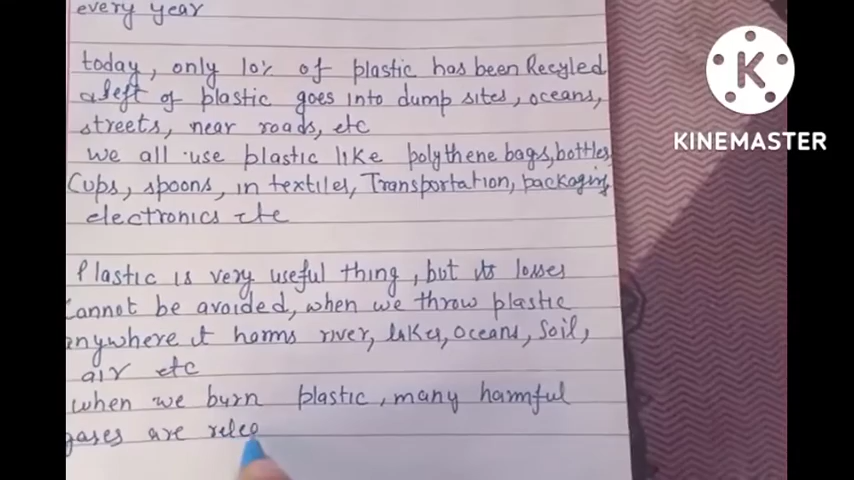 every year
today, only 10% of plastic has been Recycled
& left of plastic goes into dump sites, oceans,
streets, near roads, etc
we all use plastic like polythene bags, bottles
Cups, spoons, in textiles, Transportation, packaging
electronics etc
Plastic is very useful thing, but its losses
Cannot be avoided, when we throw plastic
anywhere it harms river, lakes, oceans, Soil,
air etc
when we burn plastic, many harmful
gases are relea
K
KINEMASTER